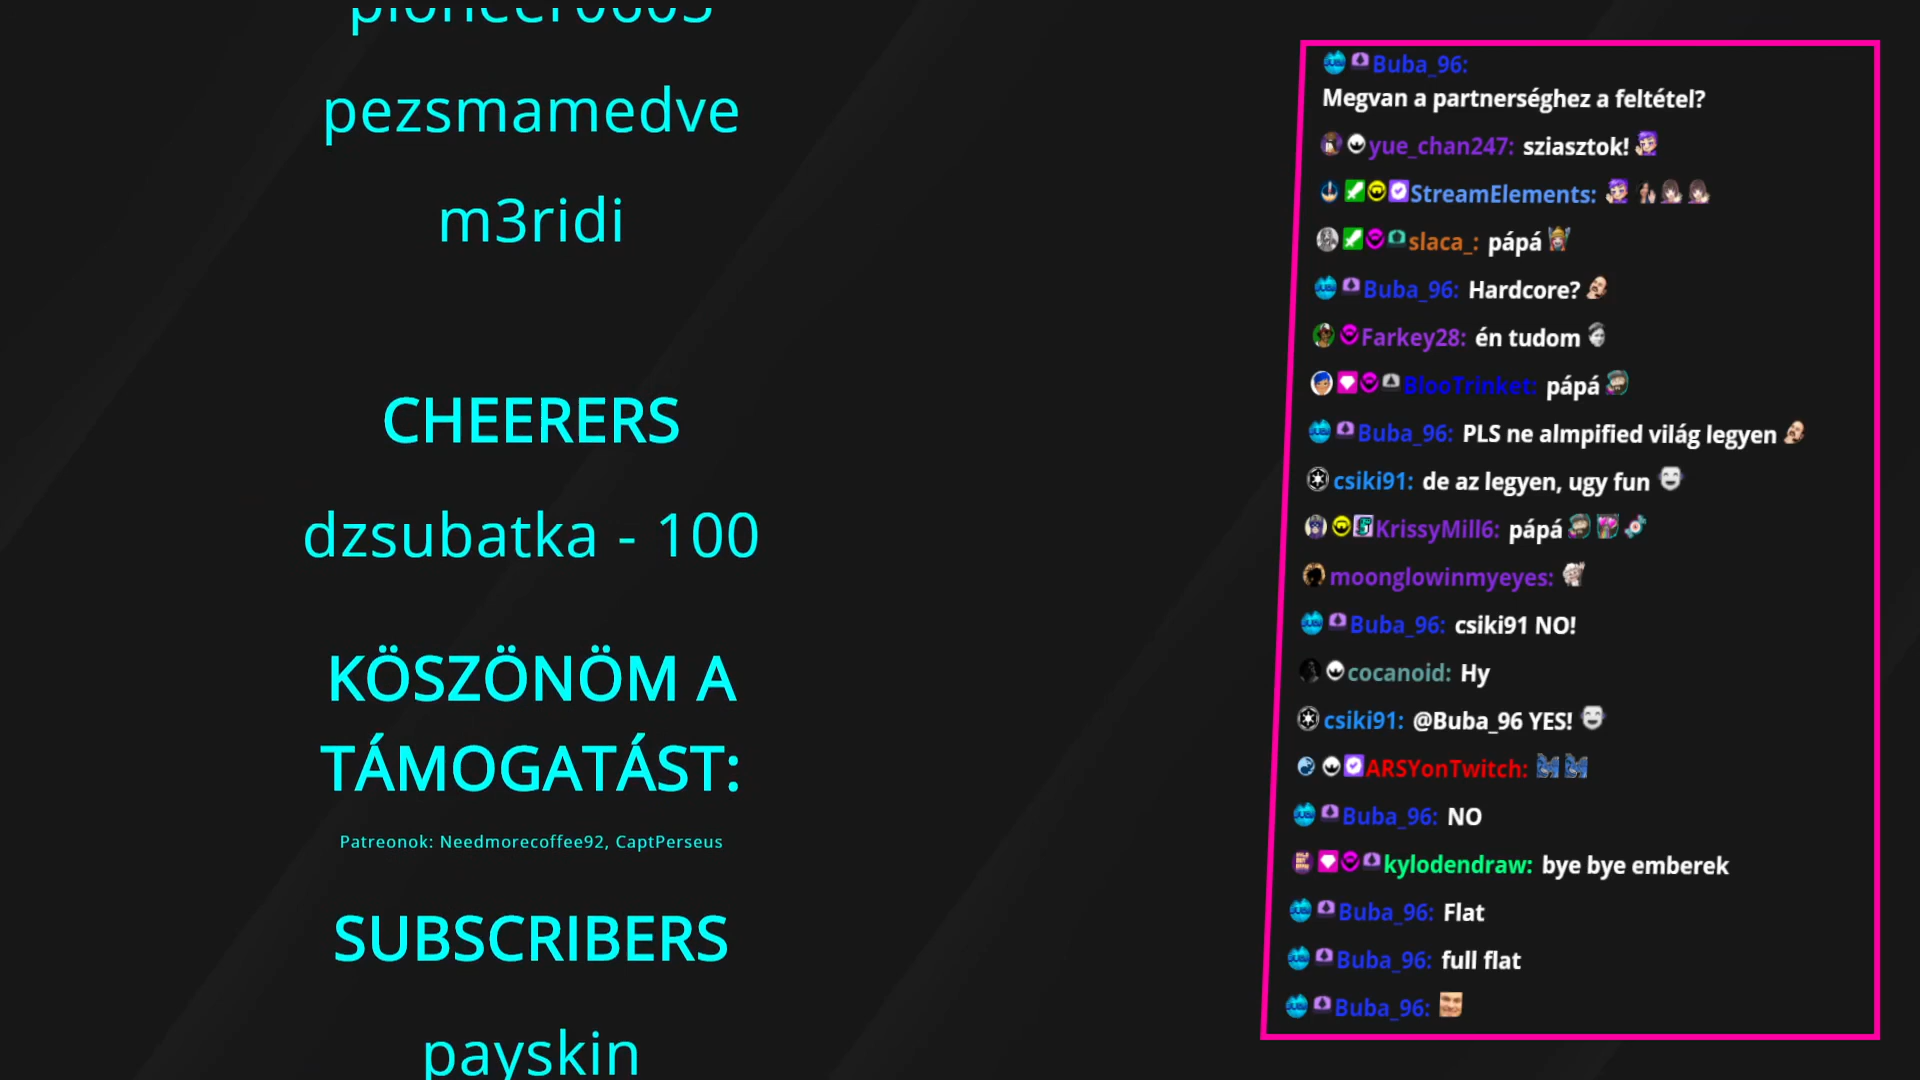 pezsmamedve
m3ridi
CHEERERS
dzsubatka - 100
KÖSZÖNÖM A
TÁMOGATÁST:
Patreonok: Needmorecoffee92, CaptPerseus
SUBSCRIBERS
payskin
Buba_96:
Megvan a partnerséghez a feltétel?
yue_chan247: sziasztok!
StreamElements:
slaca_: pápá
Buba_96: Hardcore?
Farkey28: én tudom
BlooTrinket: pápá
Buba_96: PLS ne almpified világ legyen
csiki91: de az legyen, ugy fun
KrissyMill6: pápá
moonglowinmyeyes:
Buba_96: csiki91 NO!
cocanoid: Hy
csiki91: @Buba_96 YES!
ARSYonTwitch:
Buba_96: NO
kylodendraw: bye bye emberek
Buba_96: Flat
Buba_96: full flat
Buba_96: